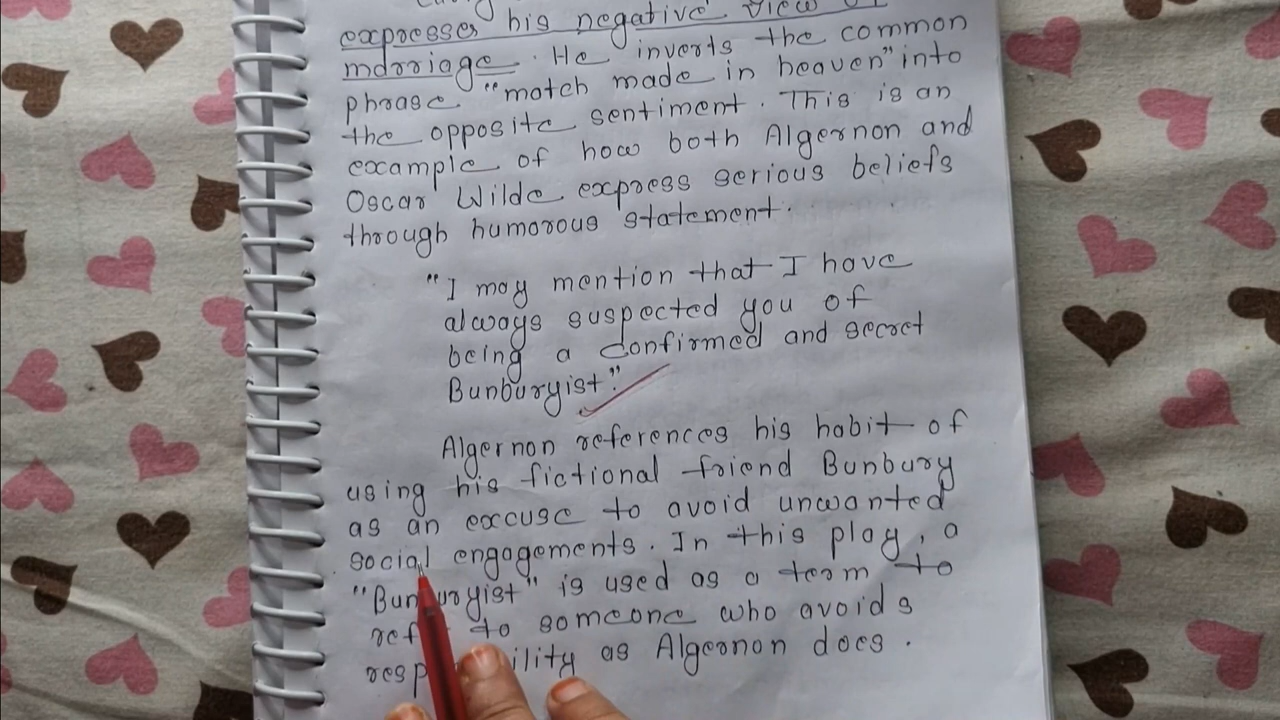 expresses his negative view of
marriage. He inverts the common
phrase "match made in heaven" into
the opposite sentiment. This is an
example of how both Algernon and
Oscar Wilde express serious beliefs
through humorous statement.
"I may mention that I have
always suspected you of
being a confirmed and secret
Bunburyist."
Algernon references his habit of
using his fictional friend Bunbury
as an excuse to avoid unwanted
social engagements. In this play, a
"Bunburyist" is used as a term to
to someone who avoids
as Algernon does.